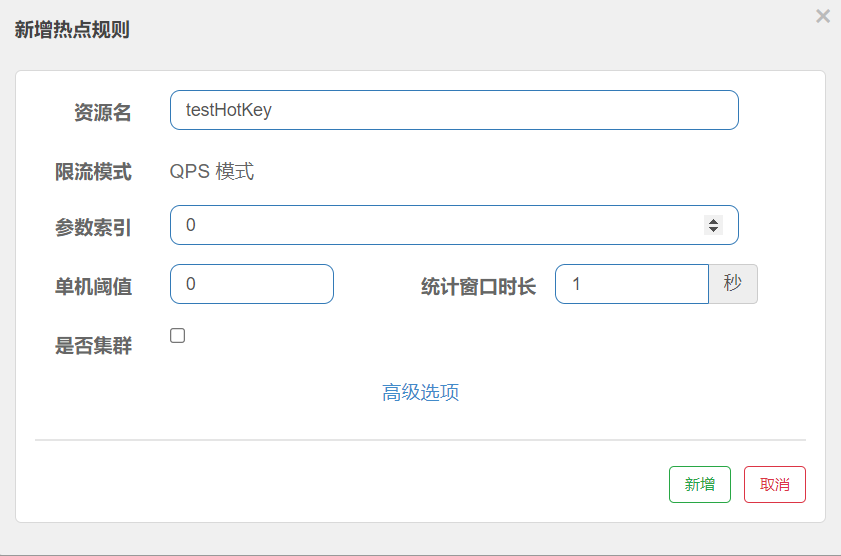 新增热点规则
资源名 testHotKey
限流模式 QPS 模式
参数索引 0
单机阈值 0 统计窗口时长 1 秒
是否集群
高级选项
新增 取消